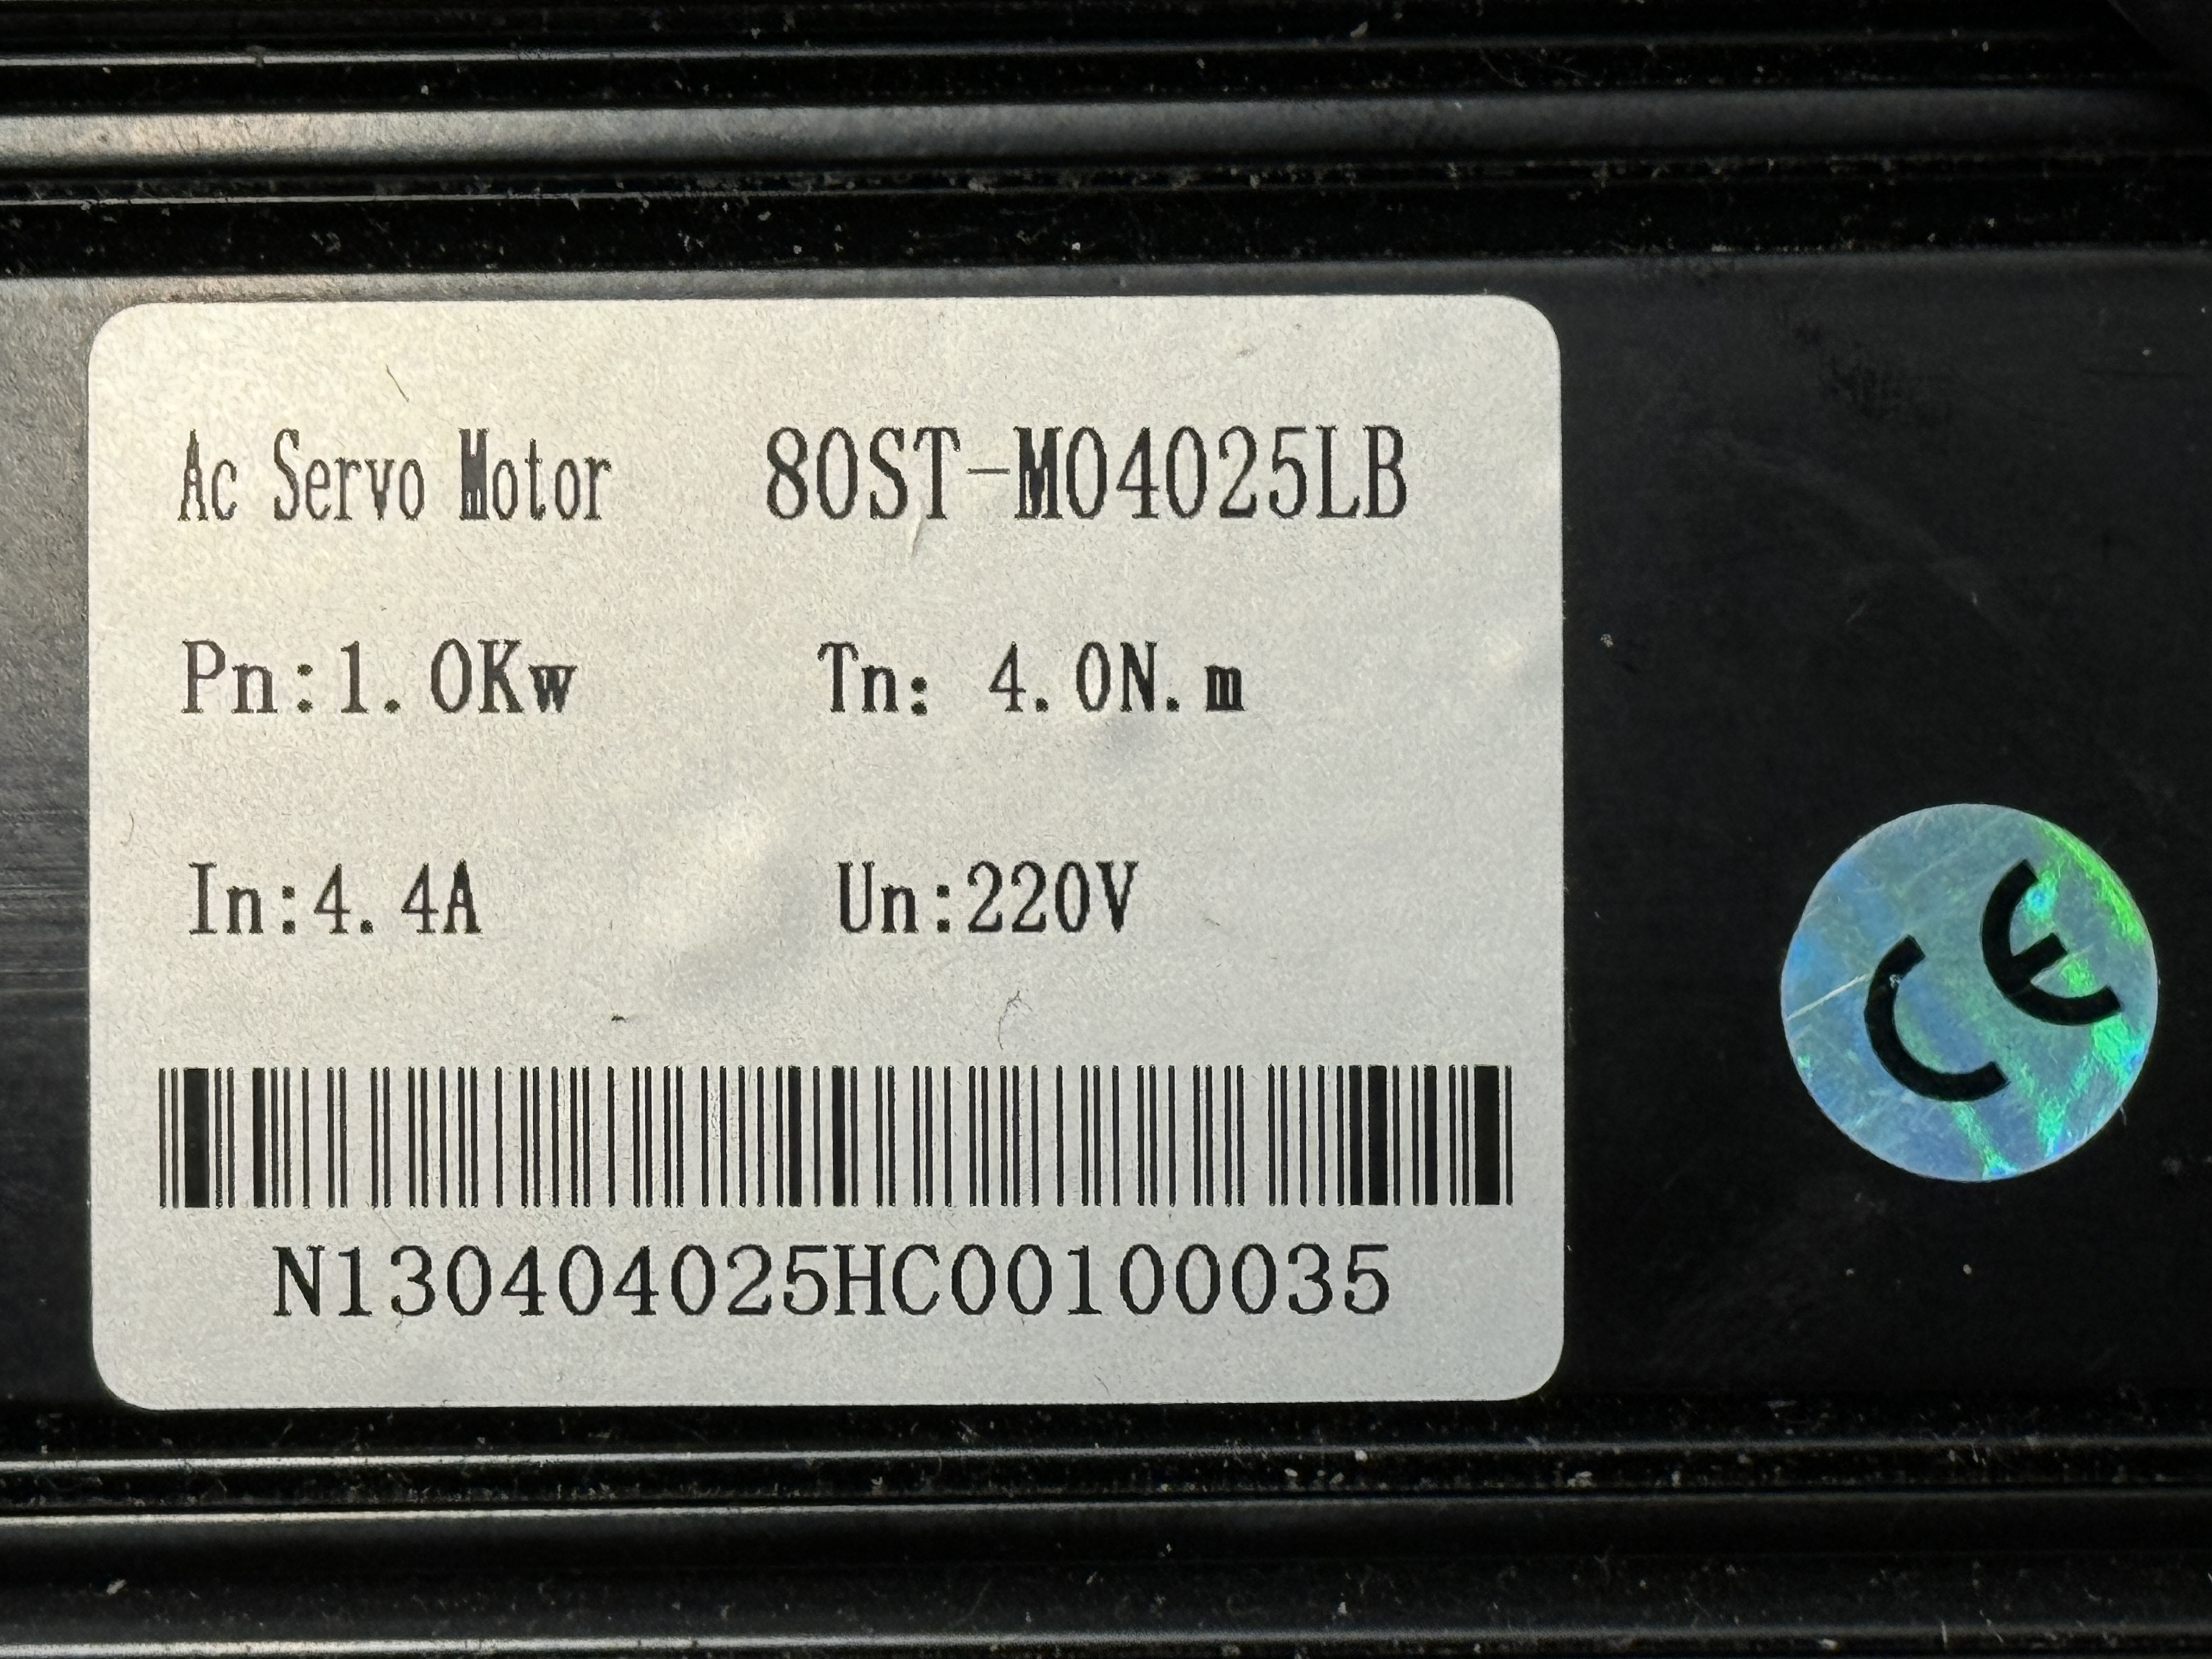 Ac Servo Motor 80ST-M04025LB
Pn:1.0Kw Tn: 4.0N.m
In:4.4A Un:220V
CE
N130404025HC00100035